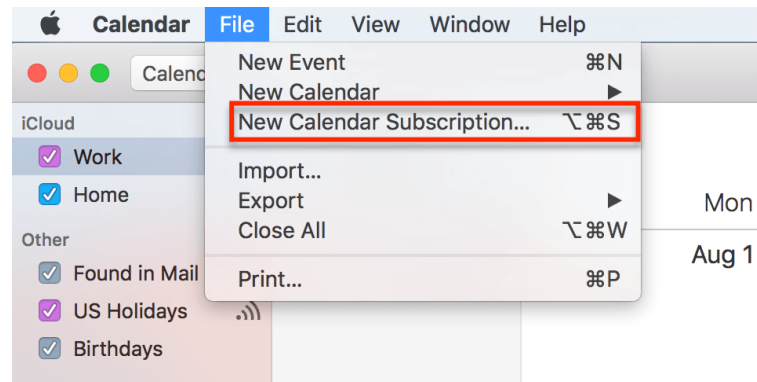 Calendar File Edit View Window Help
Calend
New Event ⌘N
New Calendar ▶
New Calendar Subscription... ⌥⌘S
Import...
Export ▶
Close All ⌥⌘W
Print... ⌘P
iCloud
Work
Home
Other
Found in Mail
US Holidays
Birthdays
Mon
Aug 1